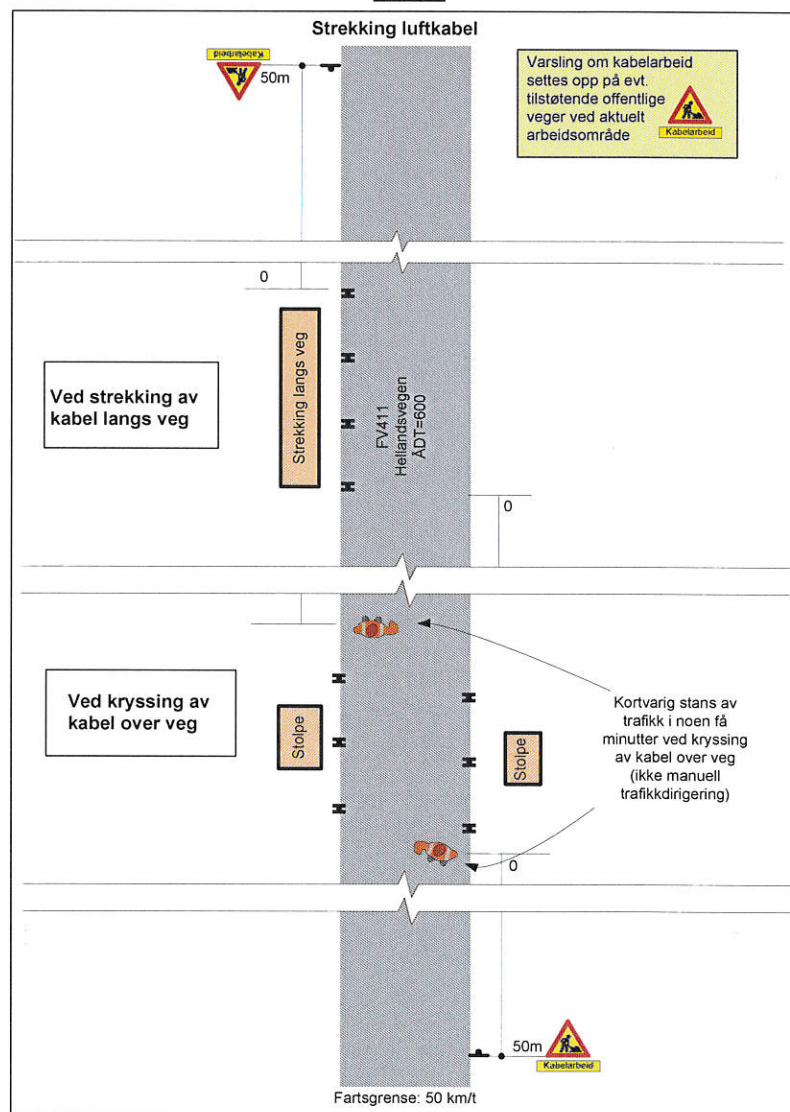 Strekking luftkabel
Kabelarbeid
50m
Varsling om kabelarbeid
settes opp på evt.
tilstøtende offentlige
veger ved aktuelt
arbeidsområde
Kabelarbeid
0
Ved strekking av
kabel langs veg
Strekking langs veg
FV411
Hellandsvegen
ÅDT=600
0
Ved kryssing av
kabel over veg
Stolpe
Stolpe
Kortvarig stans av
trafikk i noen få
minutter ved kryssing
av kabel over veg
(ikke manuell
trafikkdirigering)
0
50m
Kabelarbeid
Fartsgrense: 50 km/t